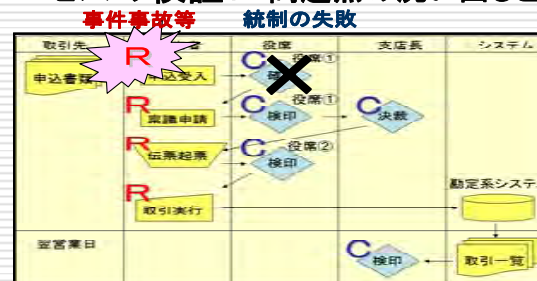 事件事故等 統制の失敗
取引先 役席 支店長 システム
申込書類 R 申込受入 C 役席①
R 稟議申請 C 役席① 検印 C 決裁
R 伝票起票 C 役席② 検印
勘定系システ
R 取引実行
翌営業日 C 検印 取引一覧